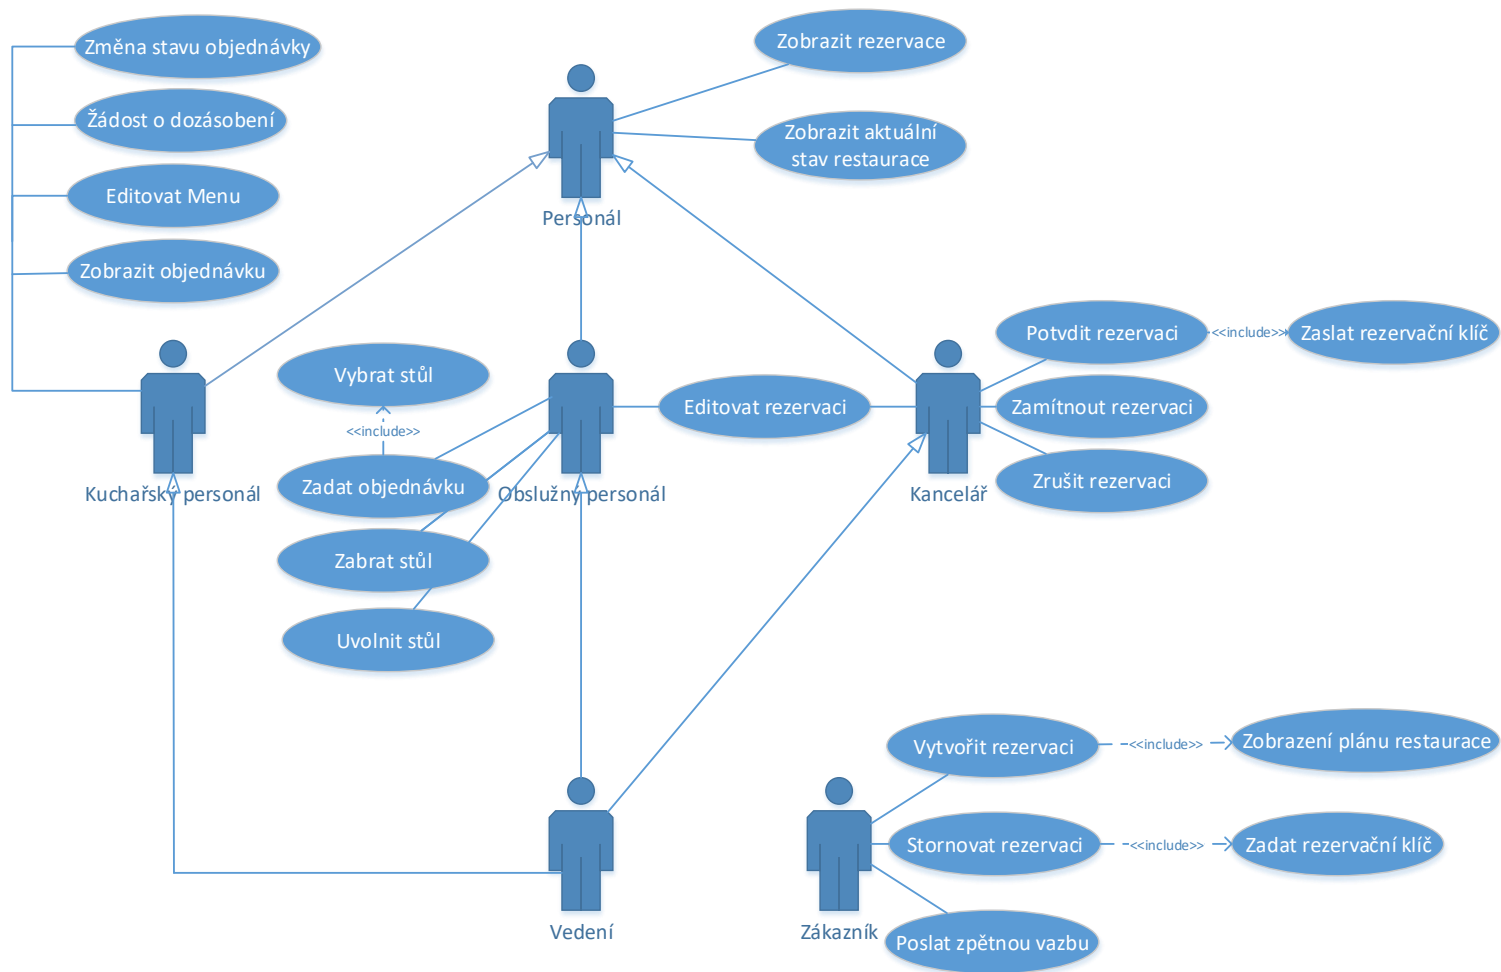 Změna stavu objednávky
Zobrazit rezervace
Žádost o dozásobení
Zobrazit aktuální
stav restaurace
Editovat Menu
Personál
Zobrazit objednávku
Potvdit rezervaci
<<include>>
Zaslat rezervační klíč
Vybrat stůl
Editovat rezervaci
Zamítnout rezervaci
<<include>>
Zadat objednávku
Zrušit rezervaci
Kuchařský personál
Obslužný personál
Kancelář
Zabrat stůl
Uvolnit stůl
Vytvořit rezervaci
<<include>>
Zobrazení plánu restaurace
Stornovat rezervaci
<<include>>
Zadat rezervační klíč
Vedení
Zákazník
Poslat zpětnou vazbu